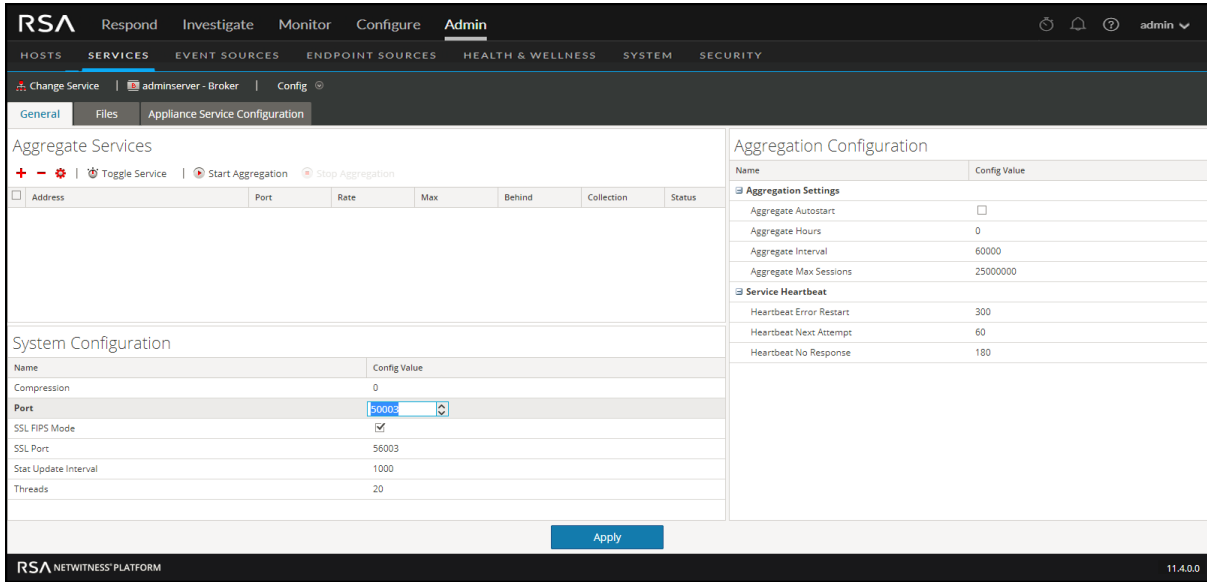 RSA Respond Investigate Monitor Configure Admin admin
HOSTS SERVICES EVENT SOURCES ENDPOINT SOURCES HEALTH & WELLNESS SYSTEM SECURITY
Change Service | adminserver - Broker | Config
General Files Appliance Service Configuration
Aggregate Services
Toggle Service | Start Aggregation Stop Aggregation
Address Port Rate Max Behind Collection Status
System Configuration
Name Config Value
Compression 0
Port 50003
SSL FIPS Mode
SSL Port 56003
Stat Update Interval 1000
Threads 20
Aggregation Configuration
Name Config Value
Aggregation Settings
Aggregate Autostart
Aggregate Hours 0
Aggregate Interval 60000
Aggregate Max Sessions 25000000
Service Heartbeat
Heartbeat Error Restart 300
Heartbeat Next Attempt 60
Heartbeat No Response 180
Apply
RSA NETWITNESS® PLATFORM 11.4.0.0